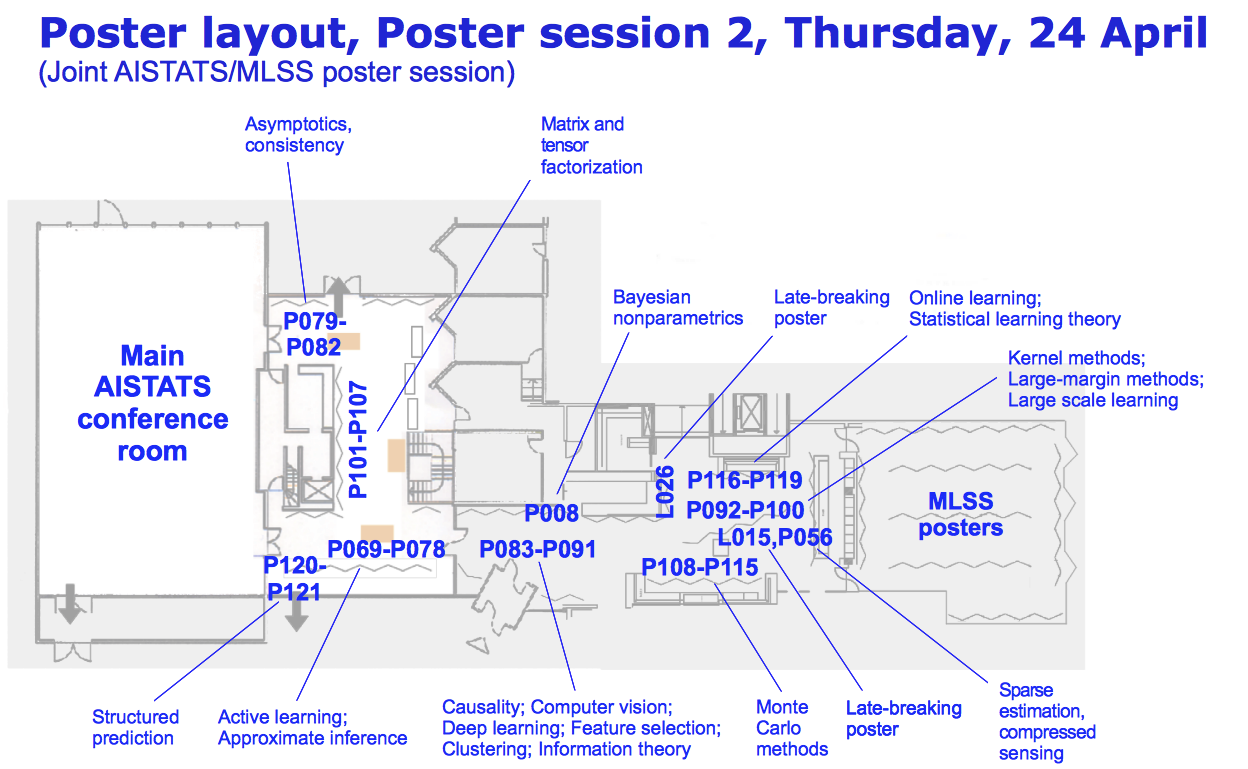 Poster layout, Poster session 2, Thursday, 24 April
(Joint AISTATS/MLSS poster session)
Asymptotics,
consistency
Matrix and
tensor
factorization
Bayesian
nonparametrics
Late-breaking
poster
Online learning;
Statistical learning theory
Kernel methods;
Large-margin methods;
Large scale learning
Main
AISTATS
conference
room
P079-
P082
P101-P107
P069-P078
P120-
P121
P008
P083-P091
L026
P116-P119
P092-P100
L015,P056
P108-P115
MLSS
posters
Structured
prediction
Active learning;
Approximate inference
Causality; Computer vision;
Deep learning; Feature selection;
Clustering; Information theory
Monte
Carlo
methods
Late-breaking
poster
Sparse
estimation,
compressed
sensing